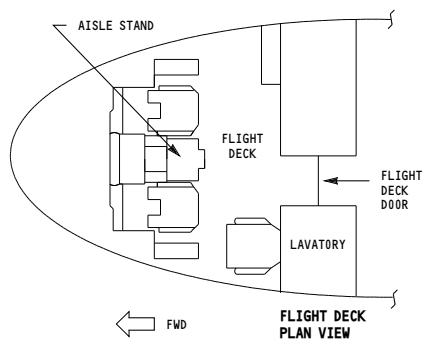 AISLE STAND
FLIGHT
DECK
FLIGHT
DECK
DOOR
LAVATORY
FWD
FLIGHT DECK
PLAN VIEW